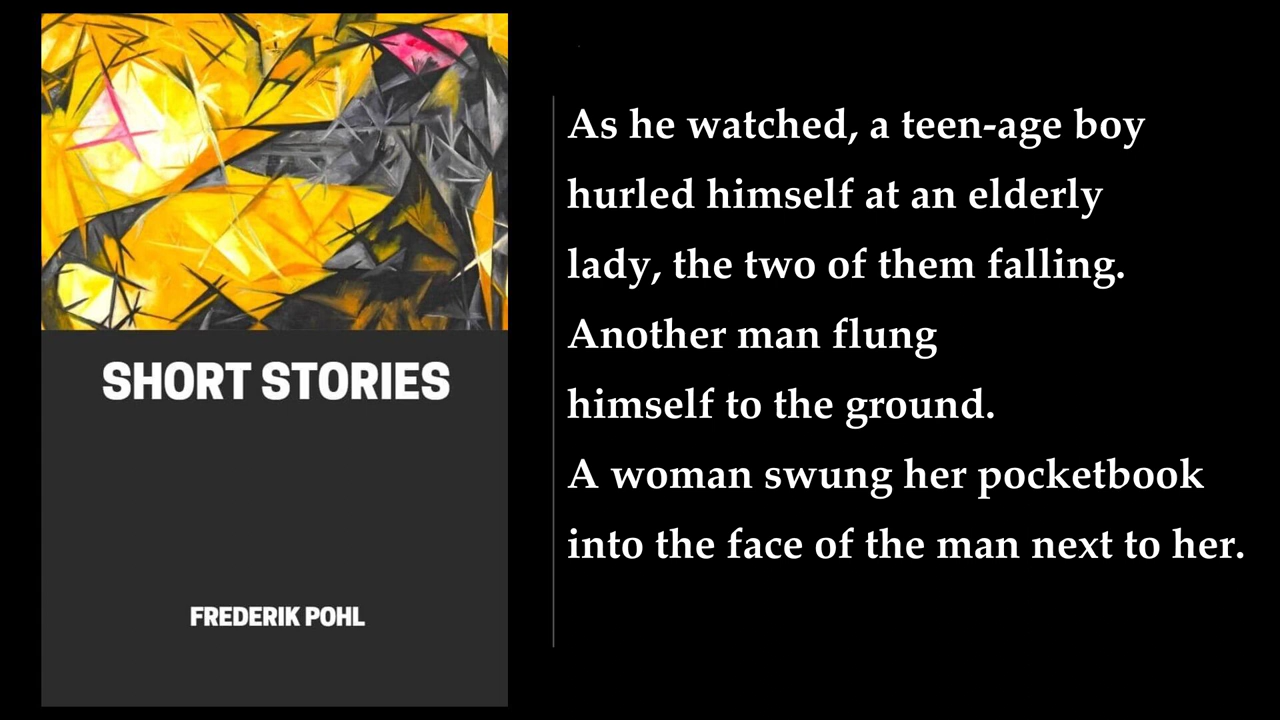 SHORT STORIES
FREDERIK POHL
As he watched, a teen-age boy
hurled himself at an elderly
lady, the two of them falling.
Another man flung
himself to the ground.
A woman swung her pocketbook
into the face of the man next to her.